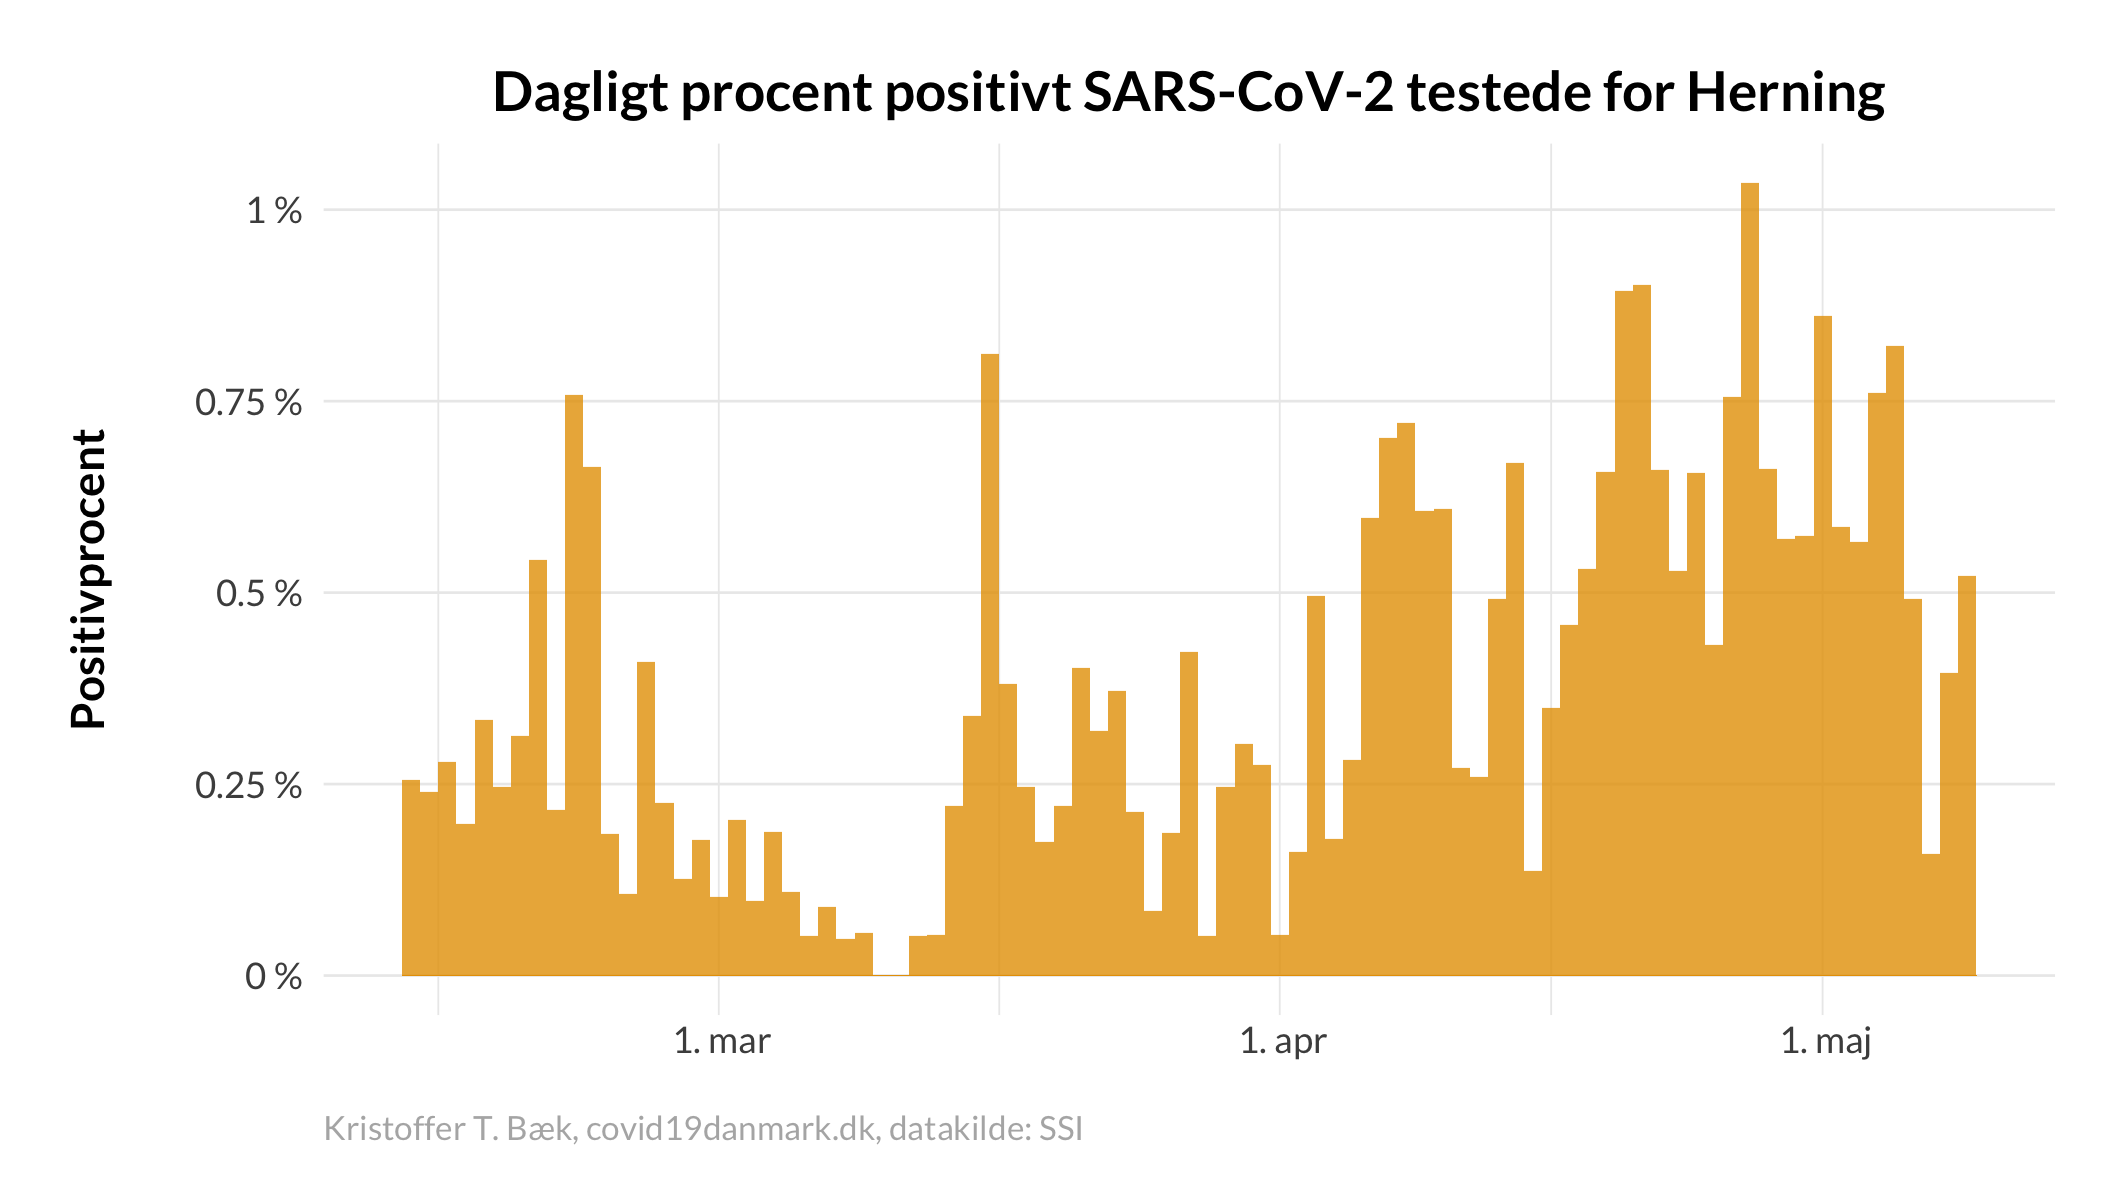 Dagligt procent positivt SARS-CoV-2 testede for Herning
Positivprocent
1 %
0.75 %
0.5 %
0.25 %
0 %
1. mar
1. apr
1. maj
Kristoffer T. Bæk, covid19danmark.dk, datakilde: SSI